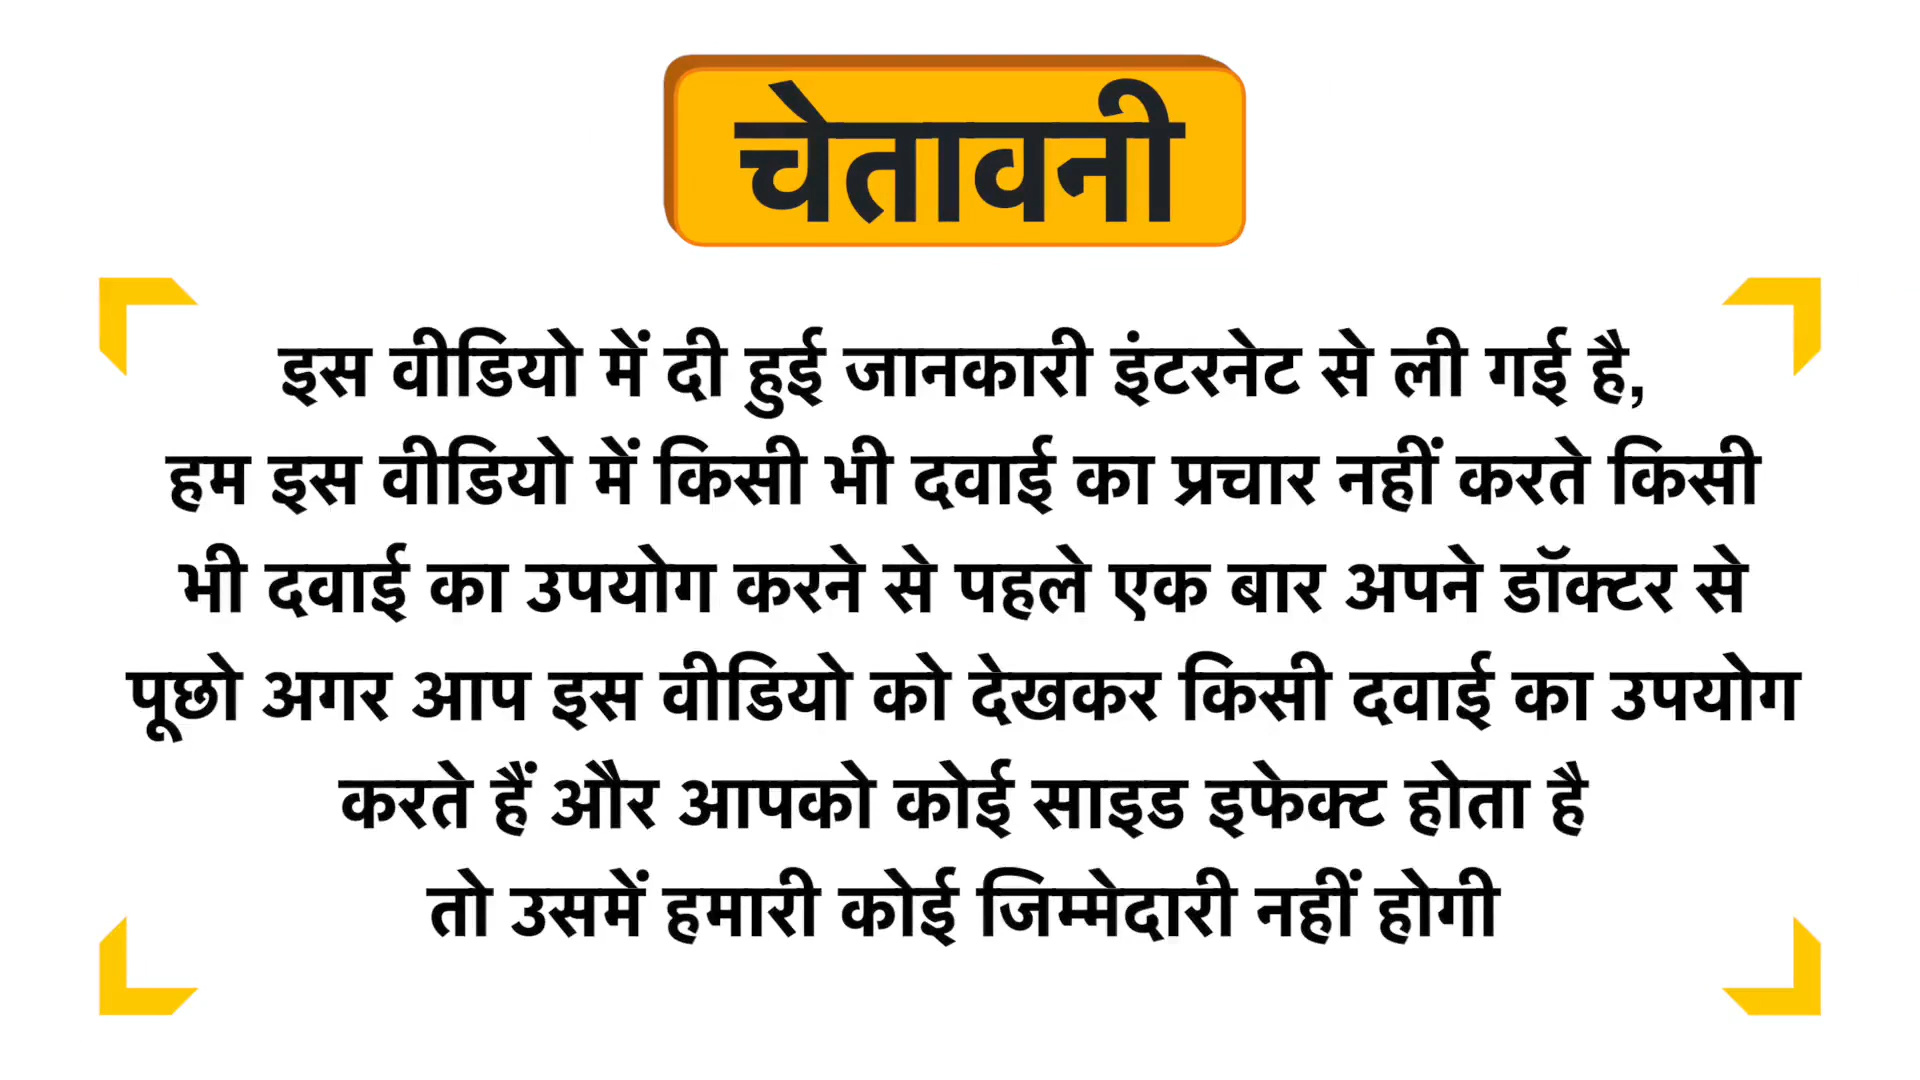 चेतावनी
इस वीडियो में दी हुई जानकारी इंटरनेट से ली गई है,
हम इस वीडियो में किसी भी दवाई का प्रचार नहीं करते किसी
भी दवाई का उपयोग करने से पहले एक बार अपने डॉक्टर से
पूछो अगर आप इस वीडियो को देखकर किसी दवाई का उपयोग
करते हैं और आपको कोई साइड इफेक्ट होता है
तो उसमें हमारी कोई जिम्मेदारी नहीं होगी